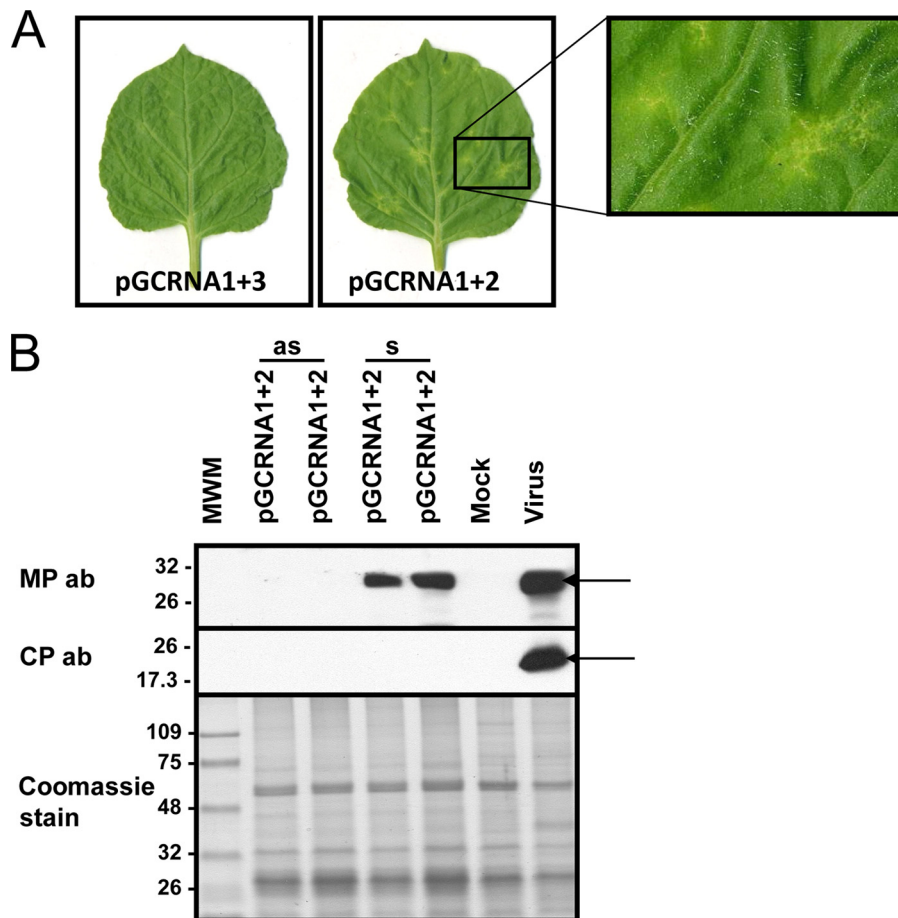 A
pGCRNA1+3
pGCRNA1+2
B
as
s
MWM
pGCRNA1+2
pGCRNA1+2
pGCRNA1+2
pGCRNA1+2
Mock
Virus
MP ab
32 -
26 -
CP ab
26 -
17.3 -
Coomassie
stain
109 -
75 -
48 -
32 -
26 -